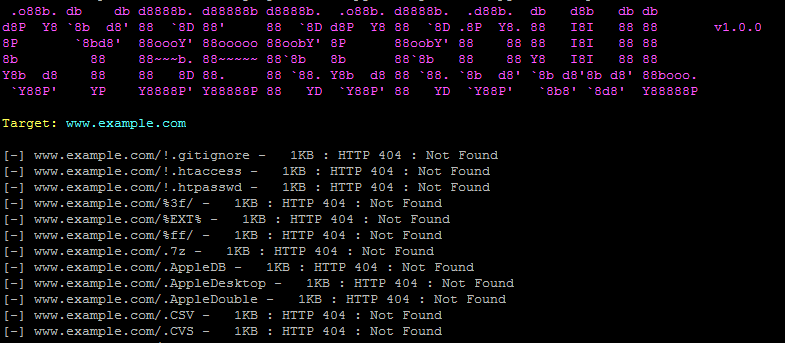 .o88b. db    db d8888b. d88888b d8888b.  .o88b. d8888b.  .d88b.  db   d8b   db db
d8P  Y8 `8b  d8' 88  `8D 88'     88  `8D d8P  Y8 88  `8D .8P  Y8. 88   I8I   88 88       v1.0.0
8P       `8bd8'  88oooY' 88ooooo 88oobY' 8P      88oobY' 88    88 88   I8I   88 88
8b         88    88~~~b. 88~~~~~ 88`8b   8b      88`8b   88    88 Y8   I8I   88 88
Y8b  d8    88    88   8D 88.     88 `88. Y8b  d8 88 `88. `8b  d8' `8b d8'8b d8' 88booo.
 `Y88P'    YP    Y8888P' Y88888P 88   YD  `Y88P' 88   YD  `Y88P'   `8b8' `8d8'  Y88888P
Target: www.example.com
[-] www.example.com/!.gitignore -   1KB : HTTP 404 : Not Found
[-] www.example.com/!.htaccess -   1KB : HTTP 404 : Not Found
[-] www.example.com/!.htpasswd -   1KB : HTTP 404 : Not Found
[-] www.example.com/%3f/ -   1KB : HTTP 404 : Not Found
[-] www.example.com/%EXT% -   1KB : HTTP 404 : Not Found
[-] www.example.com/%ff/ -   1KB : HTTP 404 : Not Found
[-] www.example.com/.7z -   1KB : HTTP 404 : Not Found
[-] www.example.com/.AppleDB -   1KB : HTTP 404 : Not Found
[-] www.example.com/.AppleDesktop -   1KB : HTTP 404 : Not Found
[-] www.example.com/.AppleDouble -   1KB : HTTP 404 : Not Found
[-] www.example.com/.CSV -   1KB : HTTP 404 : Not Found
[-] www.example.com/.CVS -   1KB : HTTP 404 : Not Found